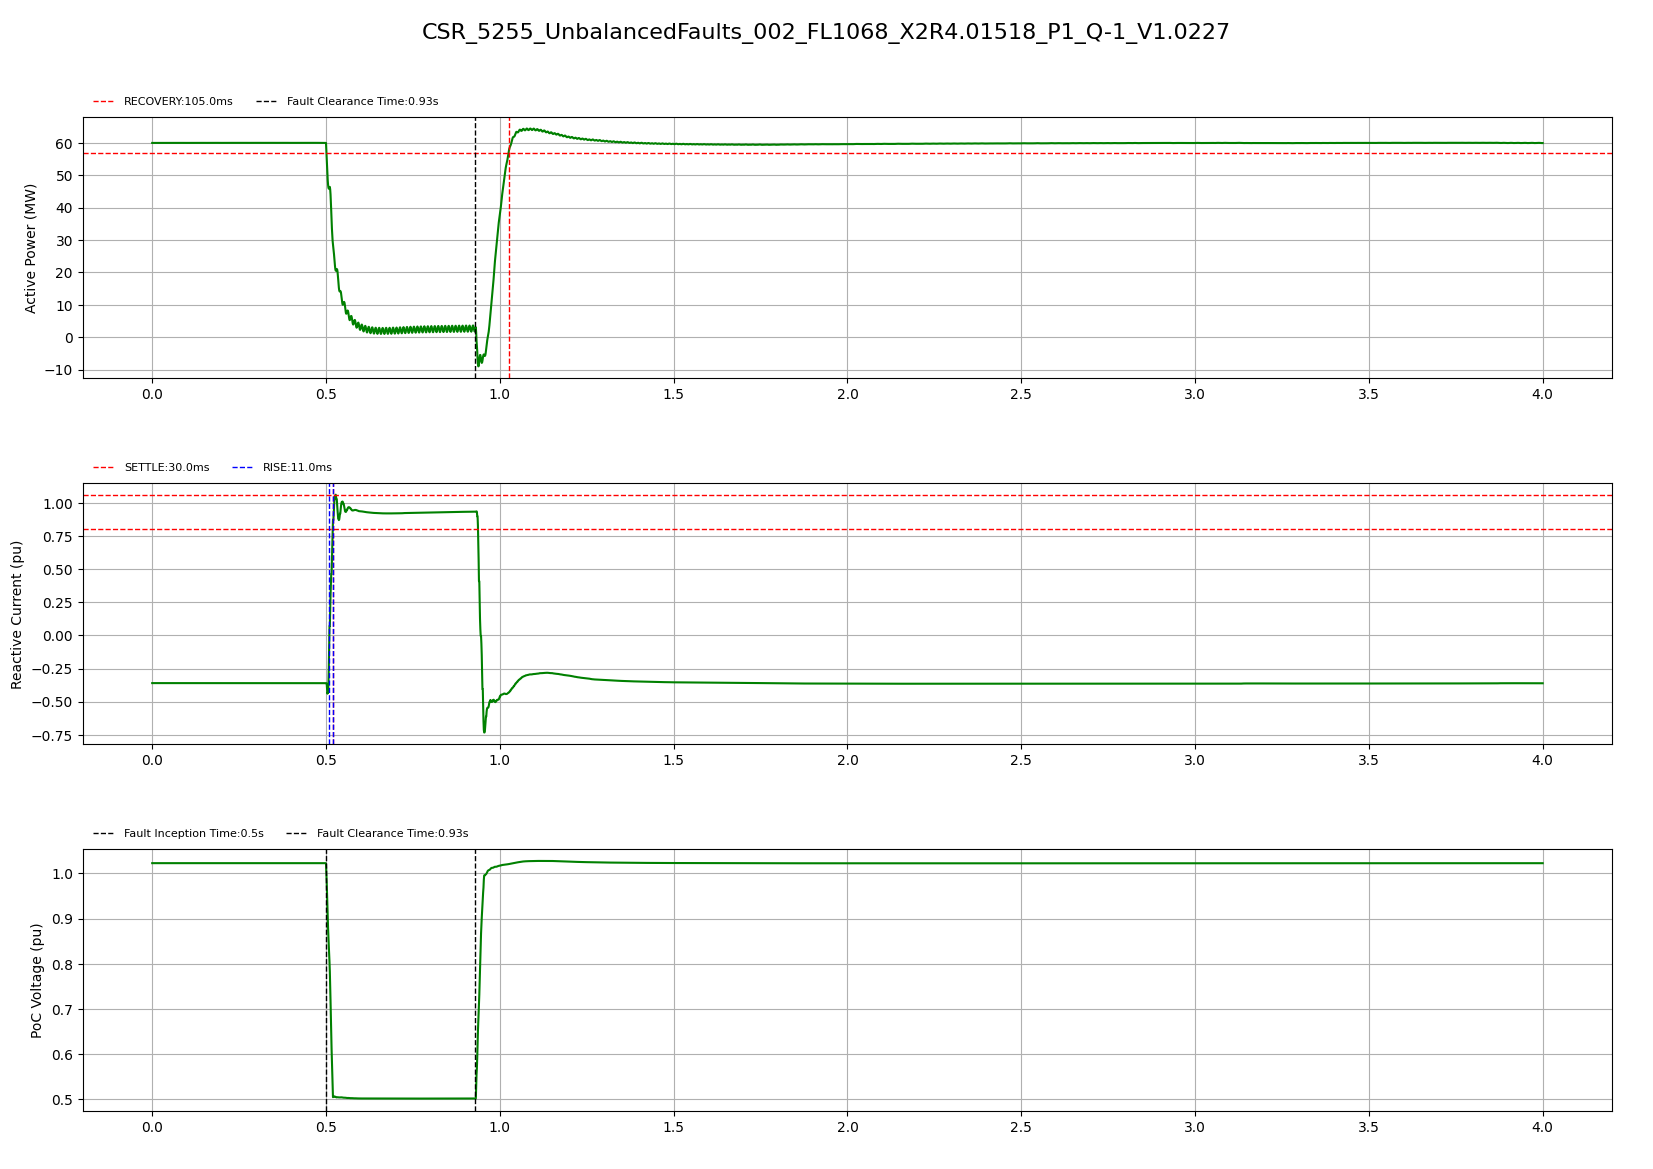 CSR_5255_UnbalancedFaults_002_FL1068_X2R4.01518_P1_Q-1_V1.0227
RECOVERY:105.0ms Fault Clearance Time:0.93s
Active Power (MW)
60
50
40
30
20
10
0
−10
0.0 0.5 1.0 1.5 2.0 2.5 3.0 3.5 4.0
SETTLE:30.0ms RISE:11.0ms
Reactive Current (pu)
1.00
0.75
0.50
0.25
0.00
−0.25
−0.50
−0.75
0.0 0.5 1.0 1.5 2.0 2.5 3.0 3.5 4.0
Fault Inception Time:0.5s Fault Clearance Time:0.93s
PoC Voltage (pu)
1.0
0.9
0.8
0.7
0.6
0.5
0.0 0.5 1.0 1.5 2.0 2.5 3.0 3.5 4.0